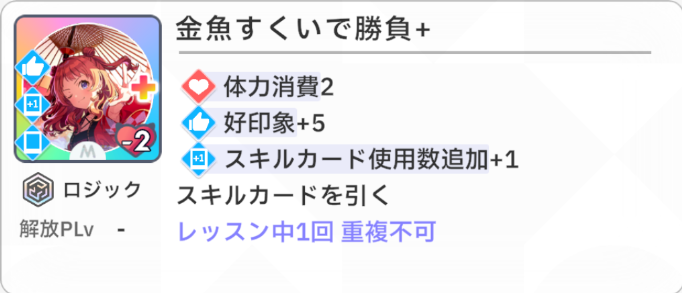 金魚すくいで勝負+
体力消費2
好印象+5
+1 スキルカード使用数追加+1
スキルカードを引く
レッスン中1回 重複不可
+1
M
-2
ロジック
解放PLv -